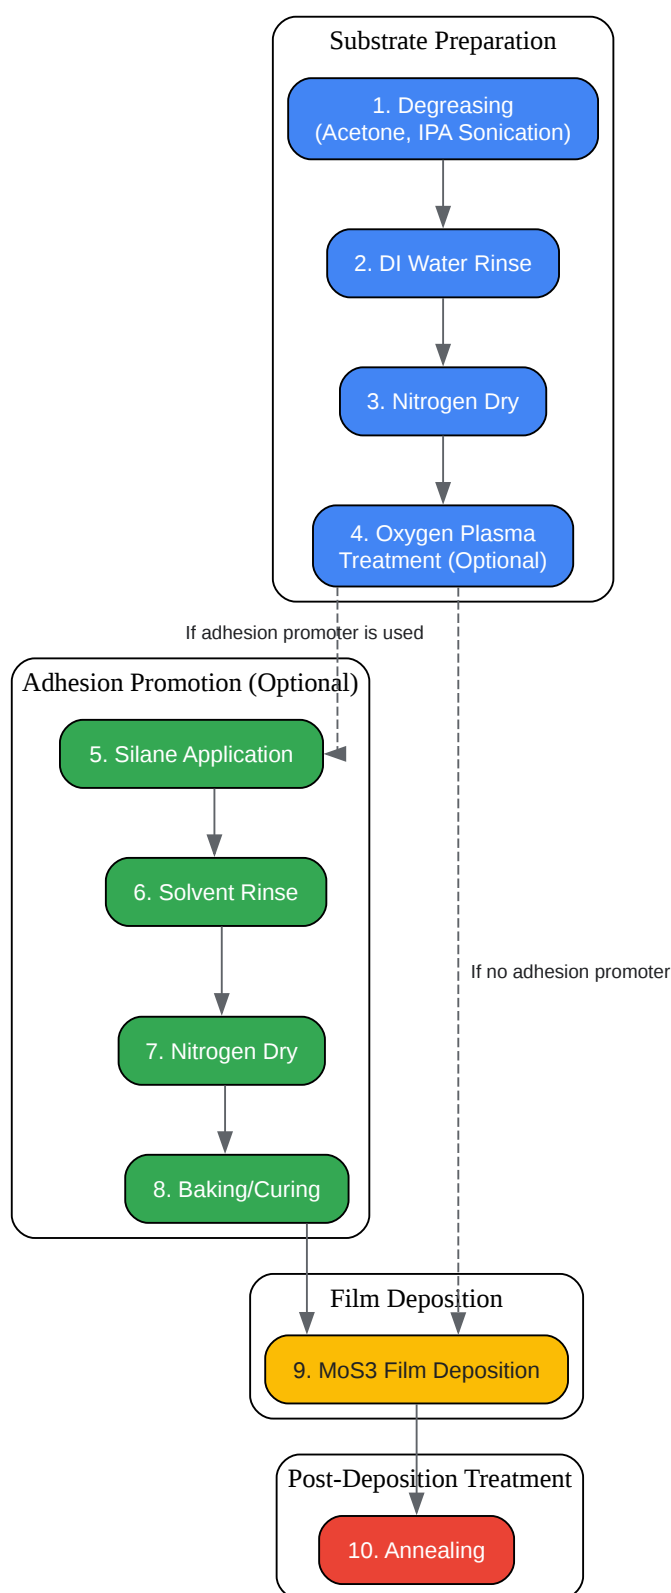 Substrate Preparation
1. Degreasing
(Acetone, IPA Sonication)
2. DI Water Rinse
3. Nitrogen Dry
4. Oxygen Plasma
Treatment (Optional)
If adhesion promoter is used
Adhesion Promotion (Optional)
5. Silane Application
6. Solvent Rinse
If no adhesion promoter
7. Nitrogen Dry
8. Baking/Curing
Film Deposition
9. MoS3 Film Deposition
Post-Deposition Treatment
10. Annealing